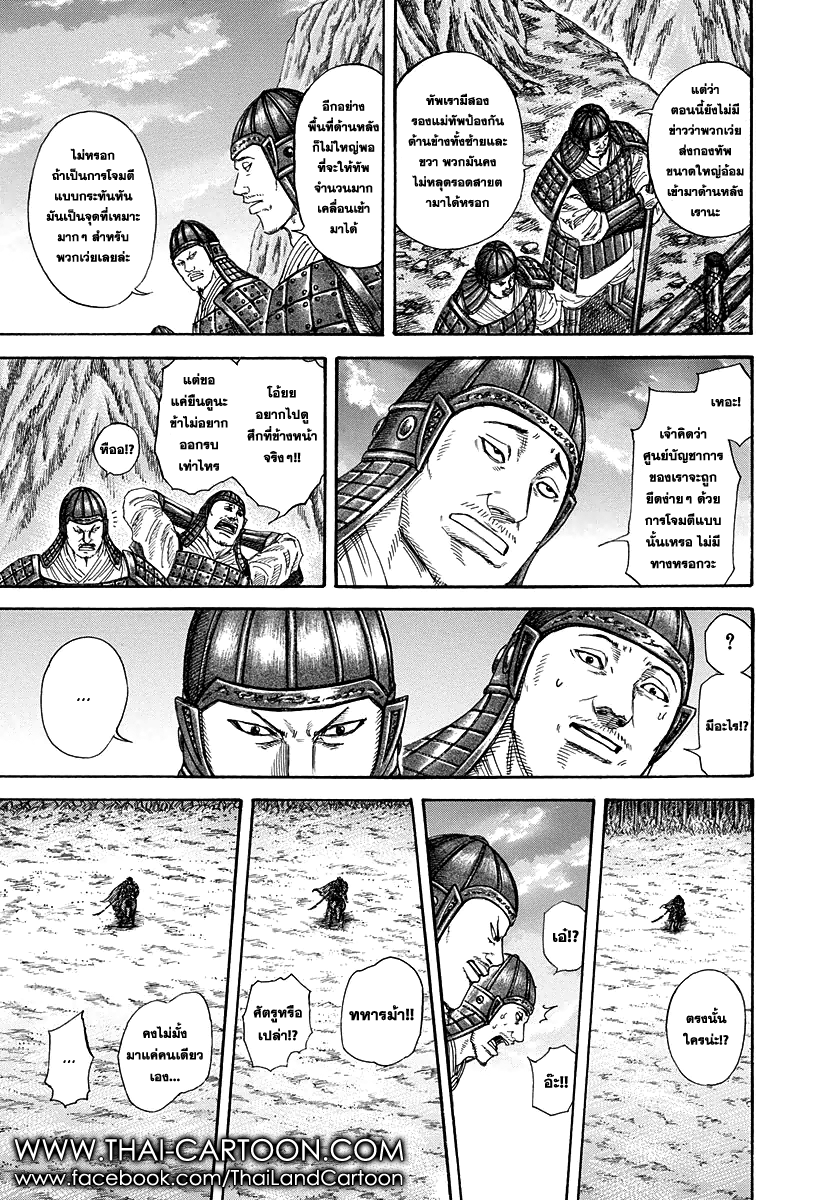 แต่ว่า
ตอนนี้ยังไม่มี
ข่าวว่าพวกเว่ย
ส่งกองทัพ
ขนาดใหญ่อ้อม
เข้ามาด้านหลัง
เรานะ
ทัพเรามีสอง
รองแม่ทัพป้องกัน
ด้านข้างทั้งซ้ายและ
ขวา พวกมันคง
ไม่หลุดรอดสายต
ามาได้หรอก
อีกอย่าง
พื้นที่ด้านหลัง
ก็ไม่ใหญ่พอ
ที่จะให้ทัพ
จำนวนมาก
เคลื่อนเข้า
มาได้
ไม่หรอก
ถ้าเป็นการโจมตี
แบบกระทันหัน
มันเป็นจุดที่เหมาะ
มากๆ สำหรับ
พวกเว่ยเลยล่ะ
เหอะ!
เจ้าคิดว่า
ศูนย์บัญชาการ
ของเราจะถูก
ยึดง่ายๆ ด้วย
การโจมตีแบบ
นั้นเหรอ ไม่มี
ทางหรอกวะ
โอ้ยย
อยากไปดู
ศึกที่ข้างหน้า
จริงๆ!!
แต่ขอ
แค่ยืนดูนะ
ข้าไม่อยาก
ออกรบ
เท่าไหร
หืออ!?
?
มีอะไร!?
...
ตรงนั้น
ใครน่ะ!?
เอ๋!?
อ๊ะ!!
ทหารม้า!!
ศัตรูหรือ
เปล่า!?
คงไม่มั้ง
มาแค่คนเดียว
เอง...
...
WWW.THAI-CARTOON.COM
www.facebook.com/ThaiLandCartoon